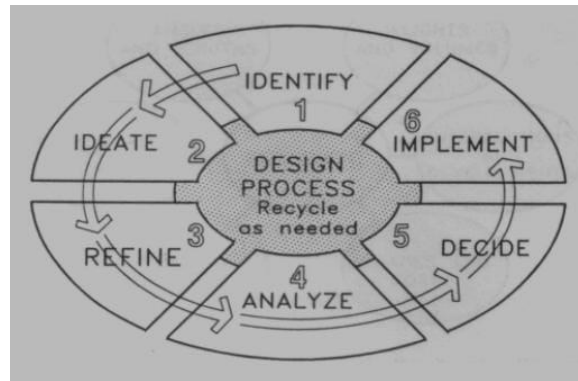 IDENTIFY
1
IDEATE
2
REFINE
3
4
ANALYZE
5
DECIDE
6
IMPLEMENT
DESIGN
PROCESS
Recycle
as needed